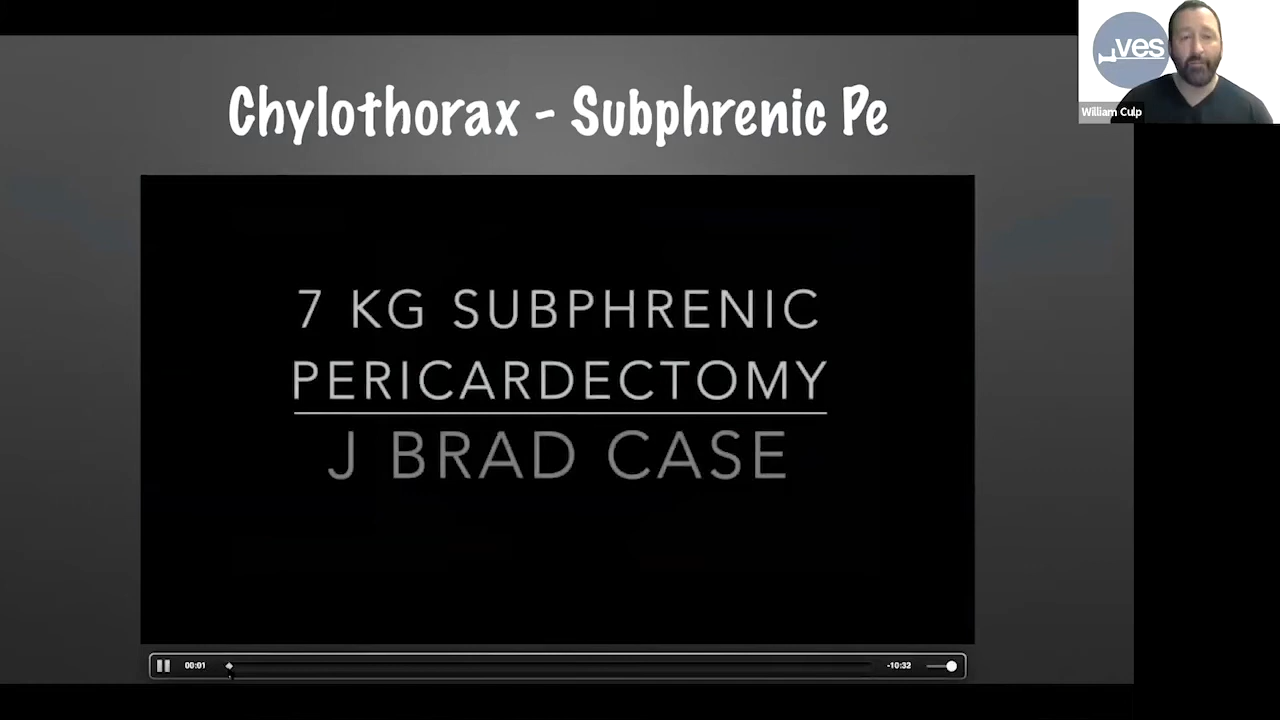 Chylothorax - Subphrenic Pe
ves
William Culp
7 KG SUBPHRENIC
PERICARDECTOMY
J BRAD CASE
00:01
-10:32